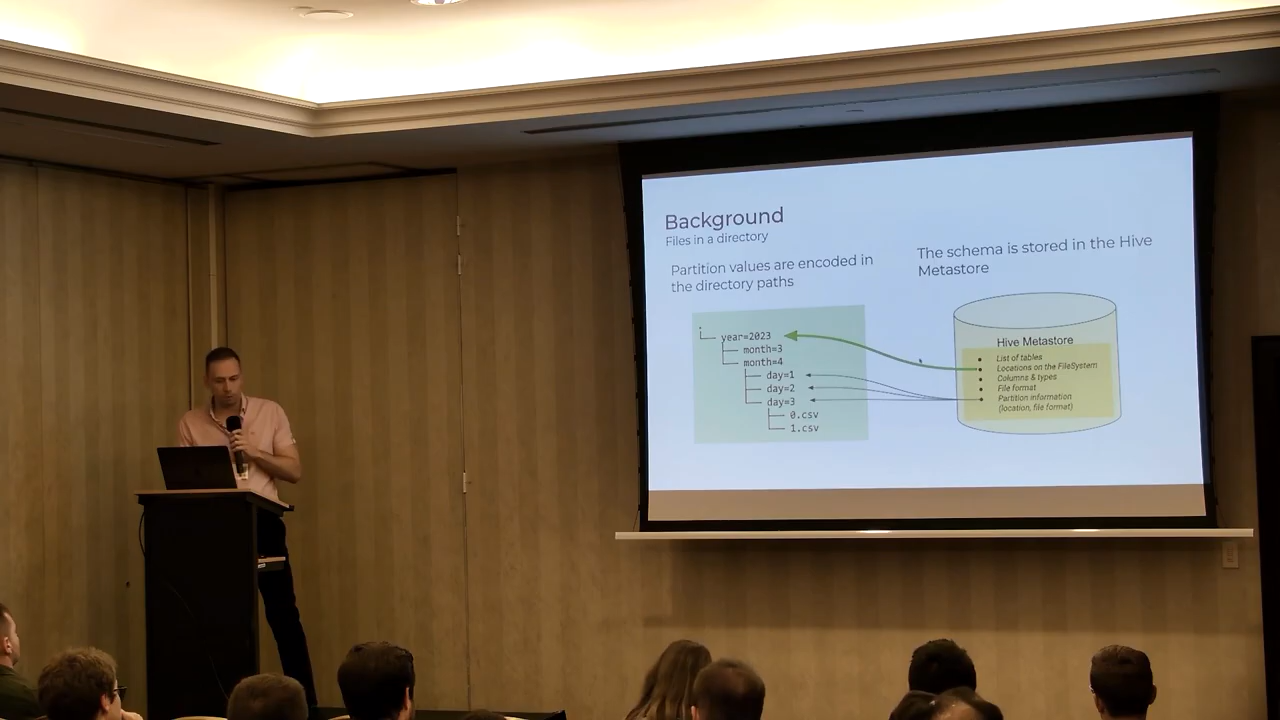 Background
Files in a directory
Partition values are encoded in
the directory paths
The schema is stored in the Hive
Metastore
.
year=2023
month=3
month=4
day=1
day=2
day=3
0.csv
1.csv
Hive Metastore
• List of tables
• Locations on the FileSystem
• Columns & types
• File format
• Partition information
(location, file format)